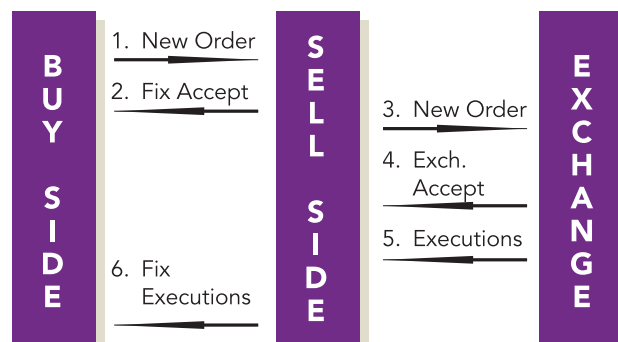 BUY SIDE
1. New Order
2. Fix Accept
6. Fix
Executions
SELL SIDE
3. New Order
4. Exch.
Accept
5. Executions
EXCHANGE